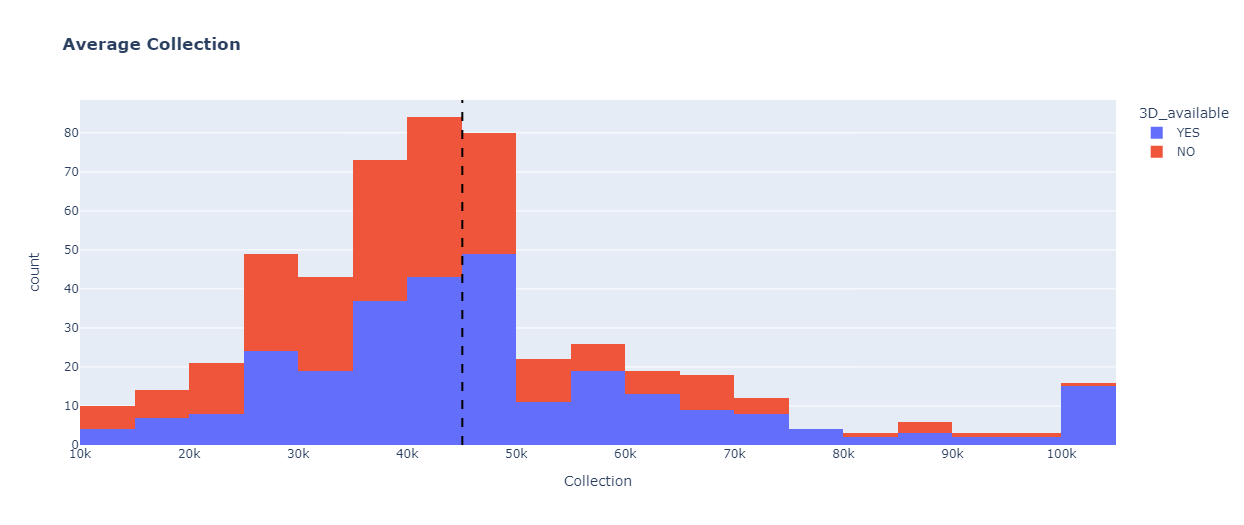 Average Collection
3D_available
YES
NO
80
70
60
50
40
30
20
10
0
count
10k 20k 30k 40k 50k 60k 70k 80k 90k 100k
Collection